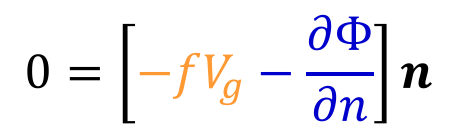 0 = [−fV_g − ∂Φ/∂n] n